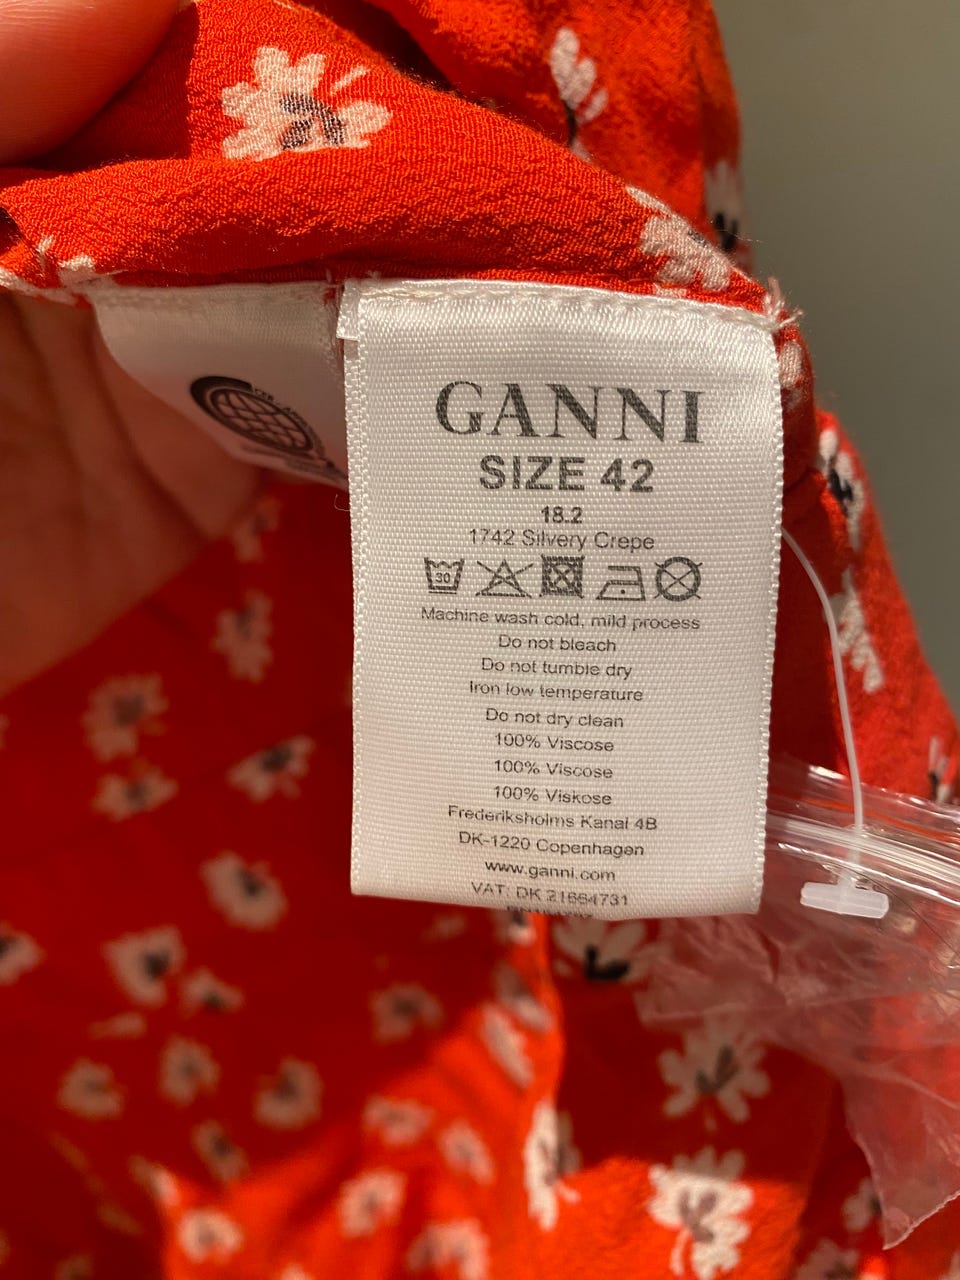 GANNI
SIZE 42
18.2
1742 Silvery Crepe
30
Machine wash cold, mild process
Do not bleach
Do not tumble dry
Iron low temperature
Do not dry clean
100% Viscose
100% Viscose
100% Viskose
Frederiksholms Kanal 4B
DK-1220 Copenhagen
www.ganni.com
VAT: DK 21664731